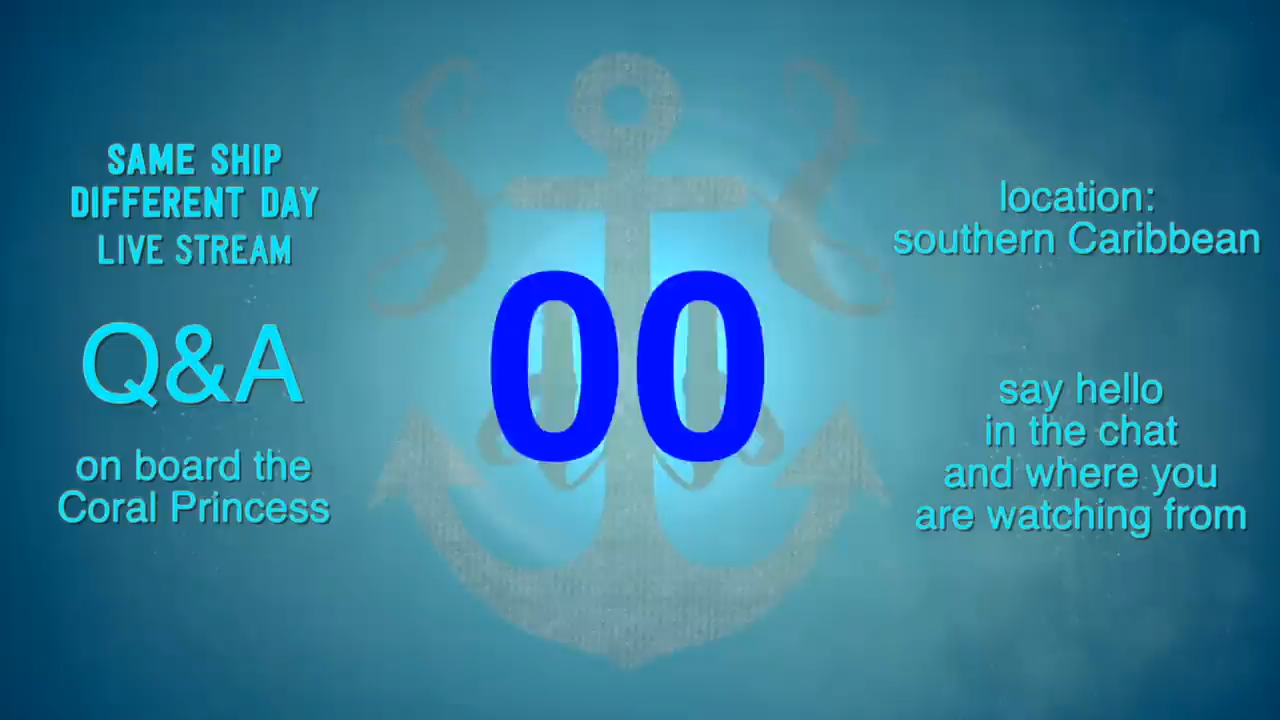 SAME SHIP
DIFFERENT DAY
LIVE STREAM
Q&A
on board the
Coral Princess
00
location:
southern Caribbean
say hello
in the chat
and where you
are watching from